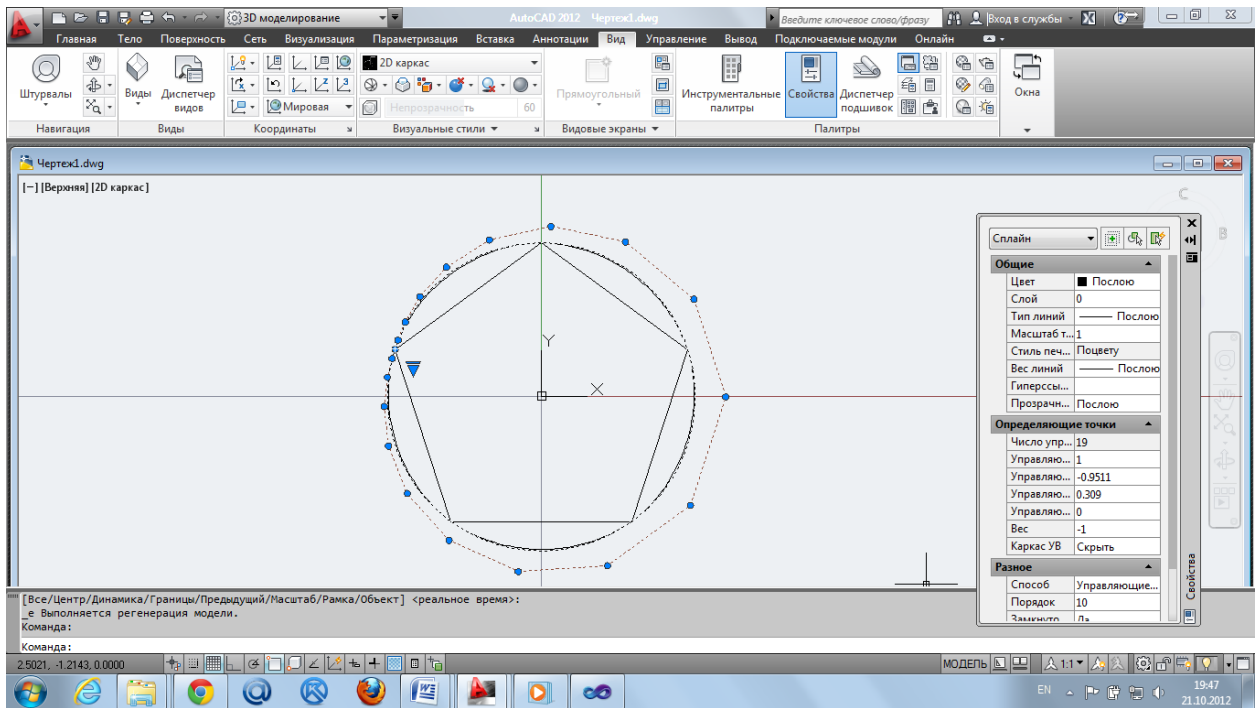 3D моделирование
AutoCAD 2012 Чертеж1.dwg
Введите ключевое слово/фразу
Вход в службы
Главная Тело Поверхность Сеть Визуализация Параметризация Вставка Аннотации Вид Управление Вывод Подключаемые модули Онлайн
Штурвалы
Виды
Диспетчер видов
Мировая
2D каркас
Непрозрачность 60
Прямоугольный
Инструментальные палитры
Свойства
Диспетчер подшивок
Окна
Навигация
Виды
Координаты
Визуальные стили
Видовые экраны
Палитры
Чертеж1.dwg
[−] [Верхняя] [2D каркас]
С
В
Y
X
Сплайн
Общие
Цвет Послою
Слой 0
Тип линий Послою
Масштаб т... 1
Стиль печ... Поцвету
Вес линий Послою
Гиперссы...
Прозрачн... Послою
Определяющие точки
Число упр... 19
Управляю... 1
Управляю... -0.9511
Управляю... 0.309
Управляю... 0
Вес -1
Каркас УВ Скрыть
Разное
Способ Управляющие...
Порядок 10
Замкнуто Да
Свойства
[Все/Центр/Динамика/Границы/Предыдущий/Масштаб/Рамка/Объект] <реальное время>:
_e Выполняется регенерация модели.
Команда:
Команда:
2.5021, -1.2143, 0.0000
МОДЕЛЬ
1:1
EN
19:47
21.10.2012